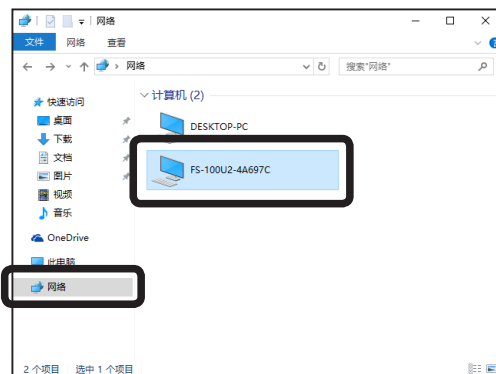 网络
文件 网络 查看
网络 搜索"网络"
快速访问
桌面
下载
文档
图片
视频
音乐
OneDrive
此电脑
网络
计算机 (2)
DESKTOP-PC
FS-100U2-4A697C
2 个项目 选中 1 个项目